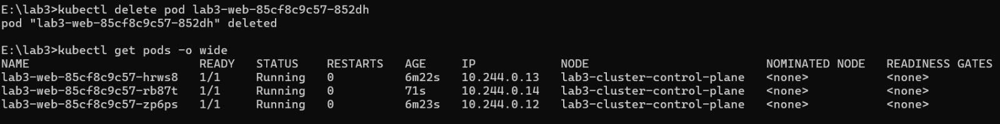 E:\lab3>kubectl delete pod lab3-web-85cf8c9c57-852dh
pod "lab3-web-85cf8c9c57-852dh" deleted
E:\lab3>kubectl get pods -o wide
NAME READY STATUS RESTARTS AGE IP NODE NOMINATED NODE READINESS GATES
lab3-web-85cf8c9c57-hrws8 1/1 Running 0 6m22s 10.244.0.13 lab3-cluster-control-plane <none> <none>
lab3-web-85cf8c9c57-rb87t 1/1 Running 0 71s 10.244.0.14 lab3-cluster-control-plane <none> <none>
lab3-web-85cf8c9c57-zp6ps 1/1 Running 0 6m23s 10.244.0.12 lab3-cluster-control-plane <none> <none>